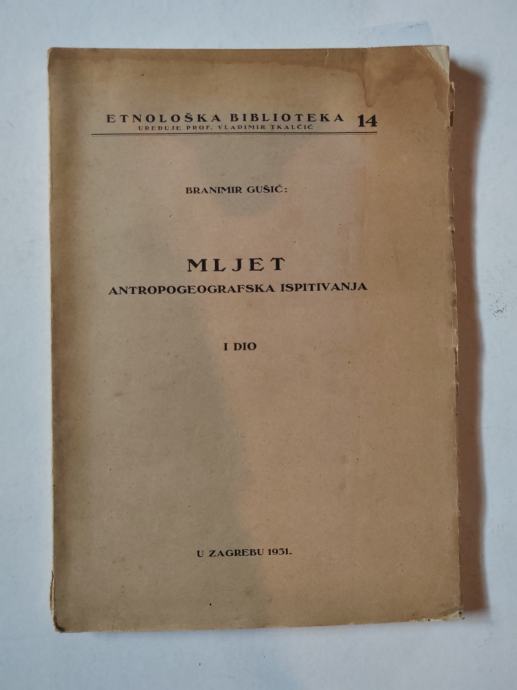 ETNOLOŠKA BIBLIOTEKA 14
UREĐUJE PROF. VLADIMIR TKALČIĆ
BRANIMIR GUŠIĆ:
MLJET
ANTROPOGEOGRAFSKA ISPITIVANJA
I DIO
U ZAGREBU 1931.